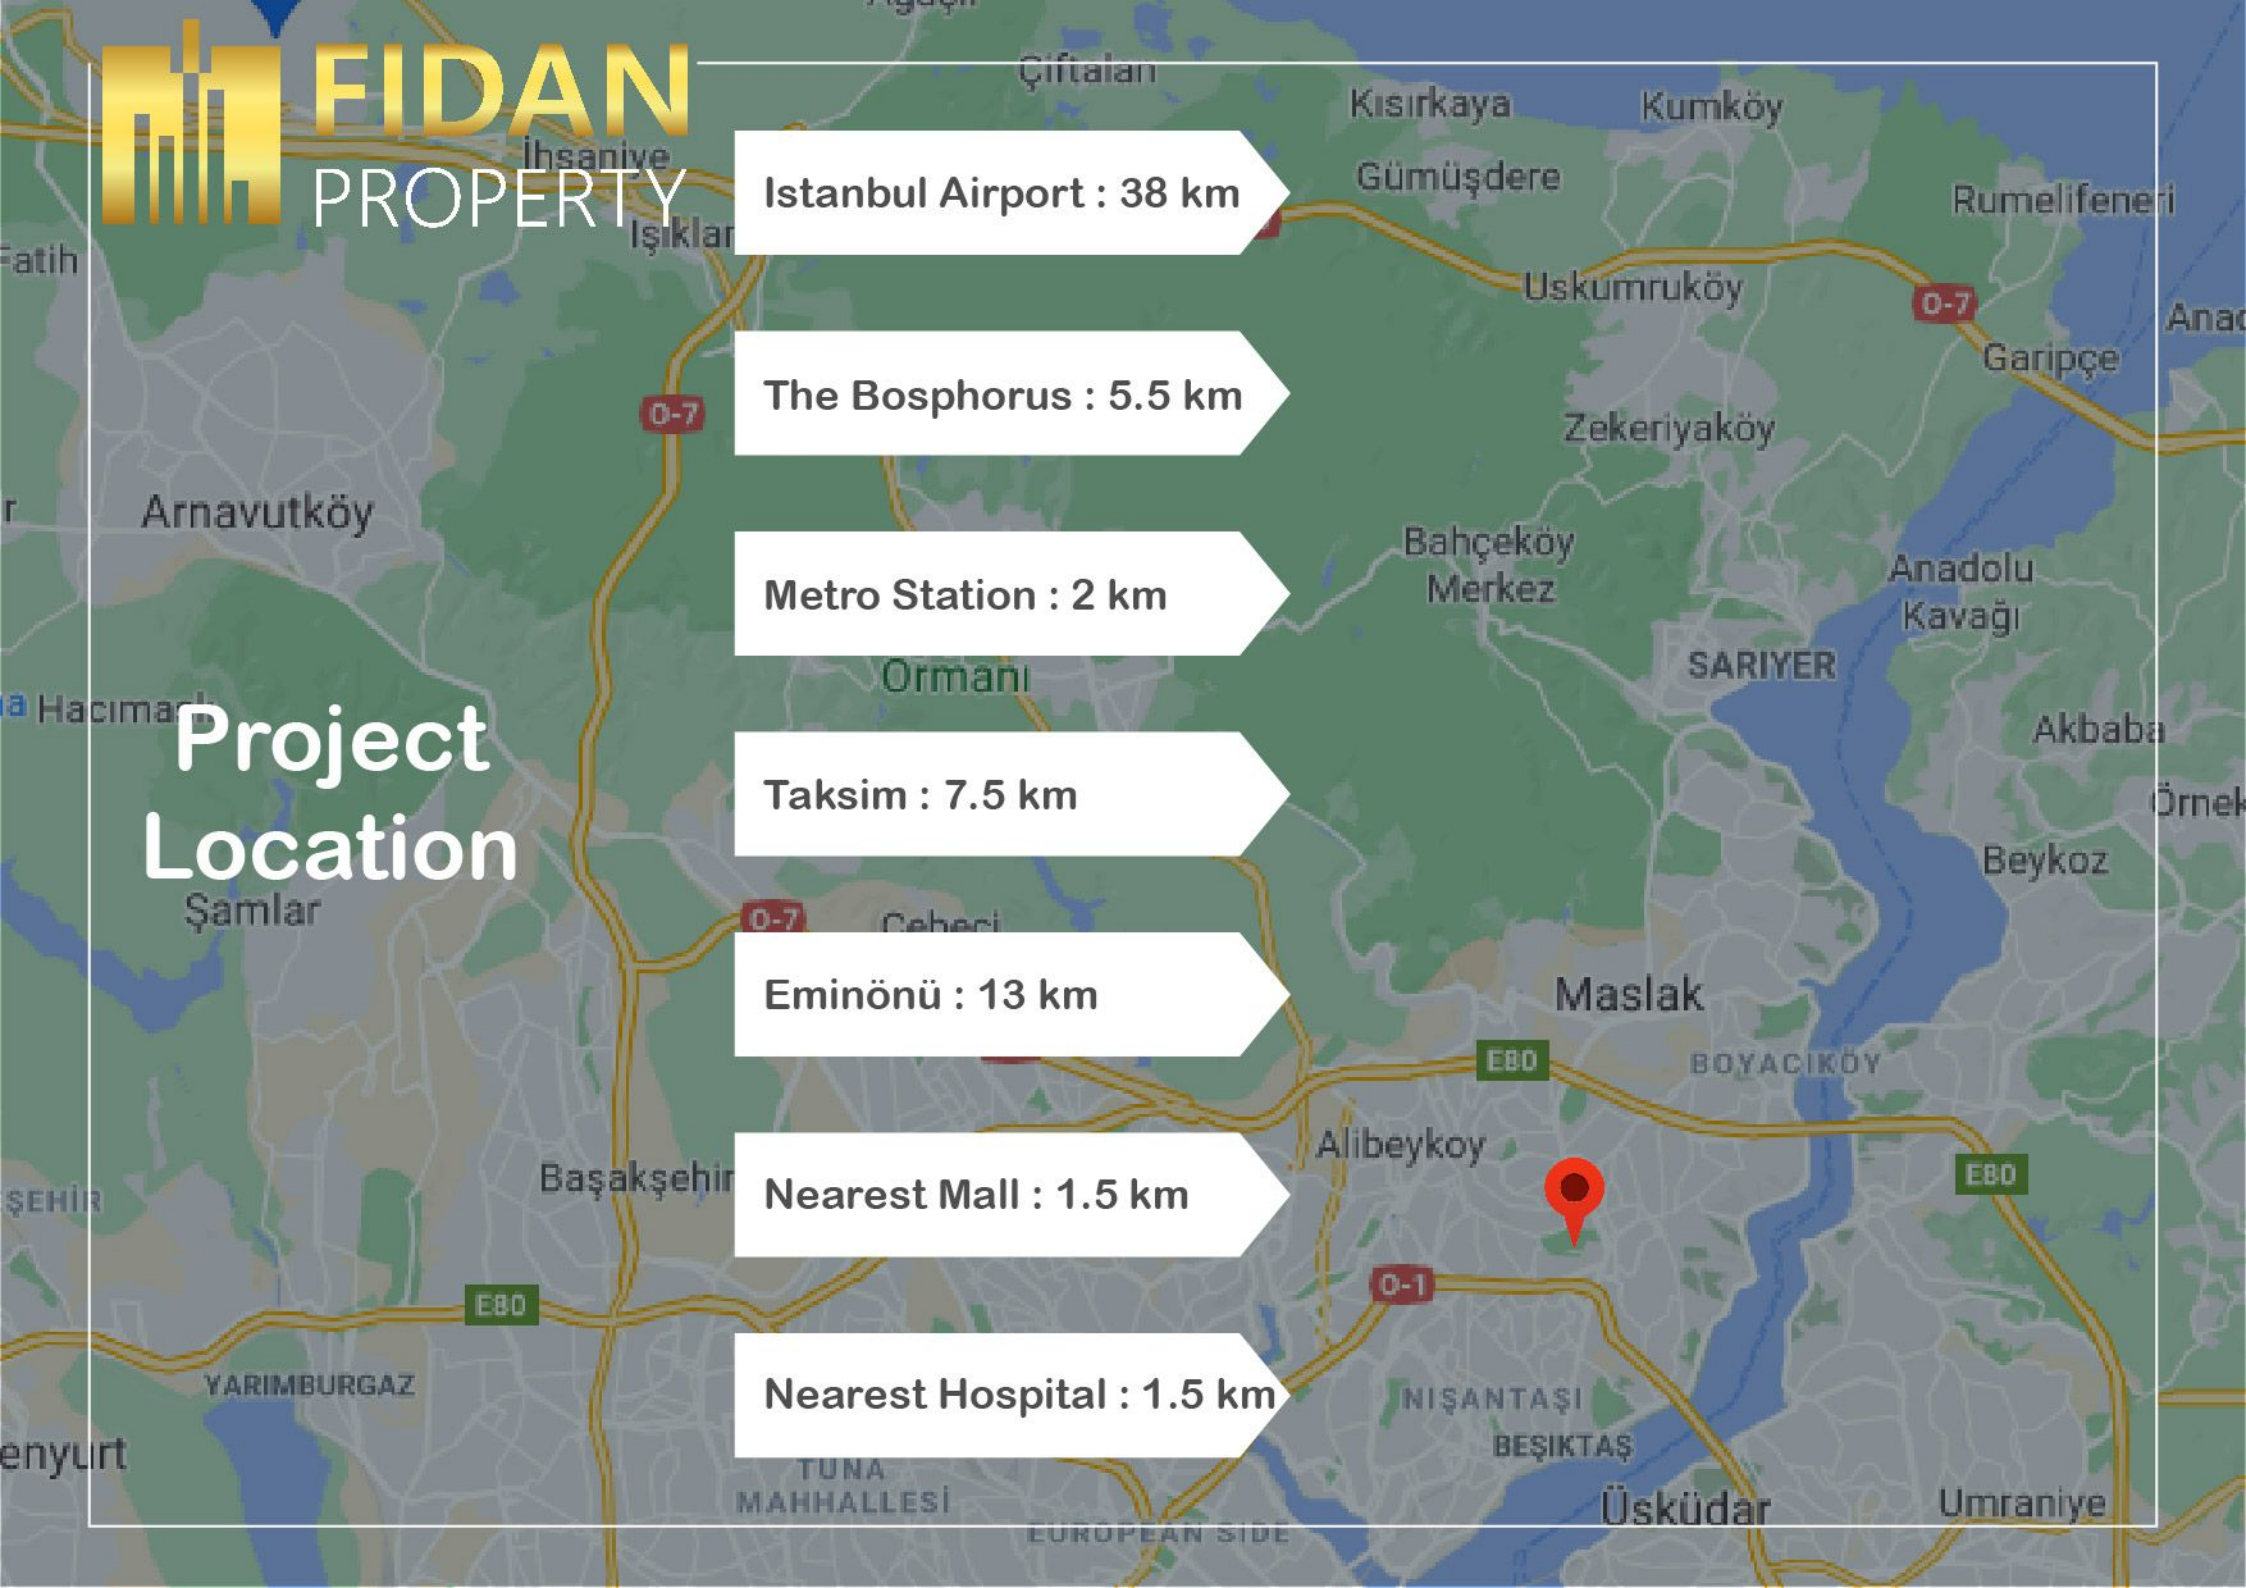 FIDAN
PROPERTY
Project
Location
Istanbul Airport : 38 km
The Bosphorus : 5.5 km
Metro Station : 2 km
Taksim : 7.5 km
Eminönü : 13 km
Nearest Mall : 1.5 km
Nearest Hospital : 1.5 km
Çiftalan
Kısırkaya
Kumköy
Gümüşdere
Rumelifeneri
İhsaniye
Işıklar
Fatih
Uskumruköy
O-7
Garipçe
O-7
Zekeriyaköy
Arnavutköy
Bahçeköy
Merkez
Anadolu
Kavağı
SARIYER
Ormanı
Akbaba
Beykoz
Şamlar
O-7
Cebeci
Maslak
E80
BOYACIKÖY
Alibeykoy
Başakşehir
E80
ŞEHİR
O-1
E80
YARIMBURGAZ
NIŞANTAŞI
BEŞIKTAŞ
enyurt
TUNA
MAHHALLESİ
Üsküdar
Umraniye
EUROPEAN SIDE